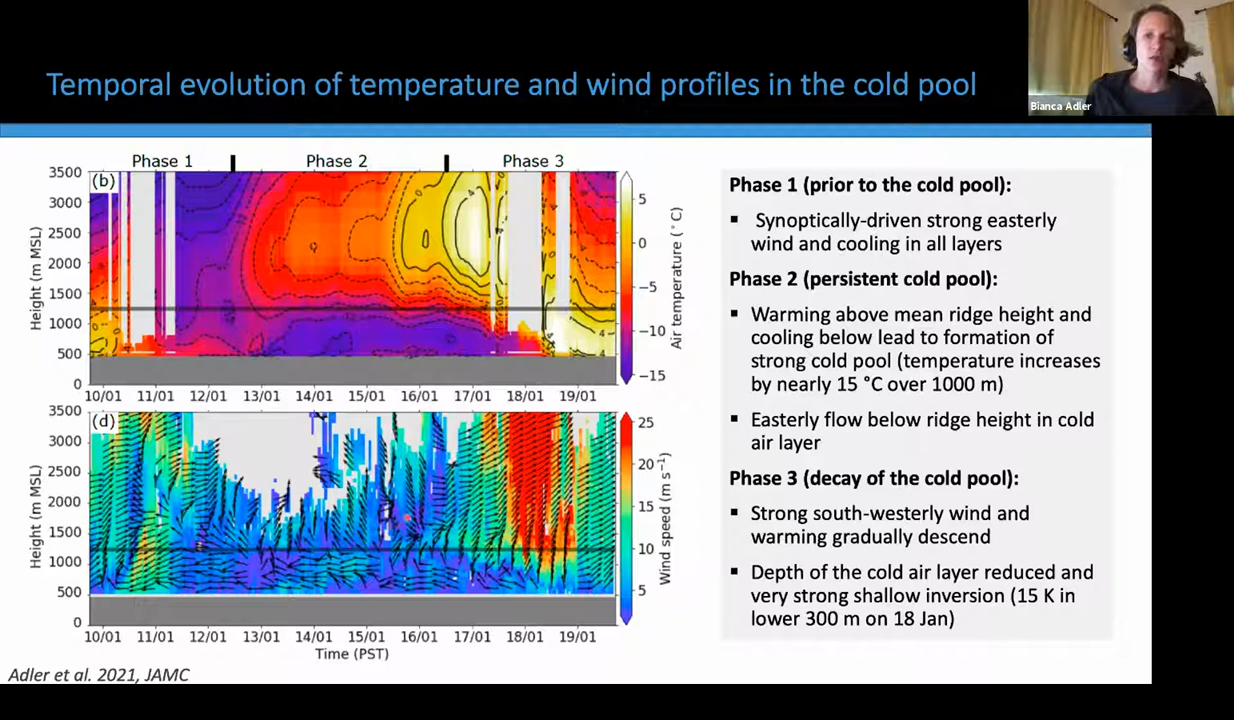 Temporal evolution of temperature and wind profiles in the cold pool
Bianca Adler
Phase 1 Phase 2 Phase 3
(b)
3500
3000
2500
2000
1500
1000
500
0
Height (m MSL)
10/01 11/01 12/01 13/01 14/01 15/01 16/01 17/01 18/01 19/01
5
0
−5
−10
−15
Air temperature (°C)
(d)
3500
3000
2500
2000
1500
1000
500
0
Height (m MSL)
10/01 11/01 12/01 13/01 14/01 15/01 16/01 17/01 18/01 19/01
Time (PST)
25
20
15
10
5
Wind speed (m s⁻¹)
Phase 1 (prior to the cold pool):
▪ Synoptically-driven strong easterly
wind and cooling in all layers
Phase 2 (persistent cold pool):
▪ Warming above mean ridge height and
cooling below lead to formation of
strong cold pool (temperature increases
by nearly 15 °C over 1000 m)
▪ Easterly flow below ridge height in cold
air layer
Phase 3 (decay of the cold pool):
▪ Strong south-westerly wind and
warming gradually descend
▪ Depth of the cold air layer reduced and
very strong shallow inversion (15 K in
lower 300 m on 18 Jan)
Adler et al. 2021, JAMC